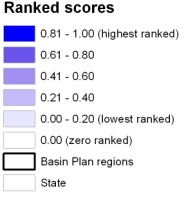 Ranked scores
0.81 - 1.00 (highest ranked)
0.61 - 0.80
0.41 - 0.60
0.21 - 0.40
0.00 - 0.20 (lowest ranked)
0.00 (zero ranked)
Basin Plan regions
State